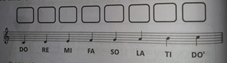 DO RE MI FA SO LA TI DO'